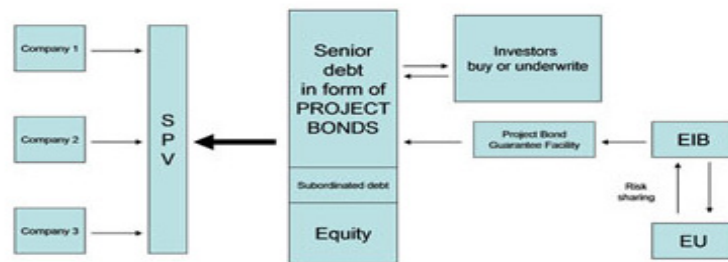 Company 1
Company 2
Company 3
S
P
V
Senior
debt
in form of
PROJECT
BONDS
Subordinated debt
Equity
Investors
buy or underwrite
Project Bond
Guarantee Facility
EIB
Risk
sharing
EU